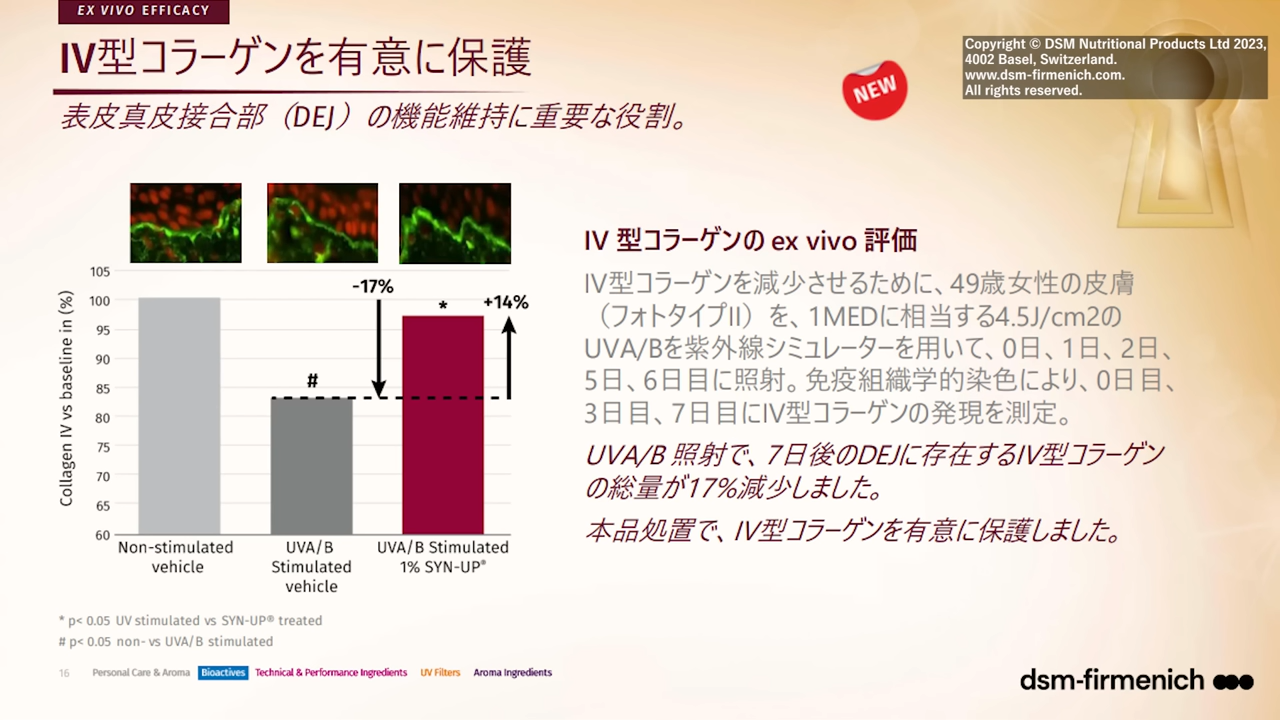 EX VIVO EFFICACY
IV型コラーゲンを有意に保護
表皮真皮接合部（DEJ）の機能維持に重要な役割。
NEW
Copyright © DSM Nutritional Products Ltd 2023,
4002 Basel, Switzerland.
www.dsm-firmenich.com.
All rights reserved.
Collagen IV vs baseline in (%)
105
100
95
90
85
80
75
70
65
60
#
-17%
*
+14%
Non-stimulated
vehicle
UVA/B
Stimulated
vehicle
UVA/B Stimulated
1% SYN-UP®
* p< 0.05 UV stimulated vs SYN-UP® treated
# p< 0.05 non- vs UVA/B stimulated
IV 型コラーゲンの ex vivo 評価
IV型コラーゲンを減少させるために、49歳女性の皮膚
（フォトタイプII）を、1MEDに相当する4.5J/cm2の
UVA/Bを紫外線シミュレーターを用いて、0日、1日、2日、
5日、6日目に照射。免疫組織学的染色により、0日目、
3日目、7日目にIV型コラーゲンの発現を測定。
UVA/B 照射で、7日後のDEJに存在するIV型コラーゲン
の総量が17%減少しました。
本品処置で、IV型コラーゲンを有意に保護しました。
16 Personal Care & Aroma Bioactives Technical & Performance Ingredients UV Filters Aroma Ingredients
dsm-firmenich